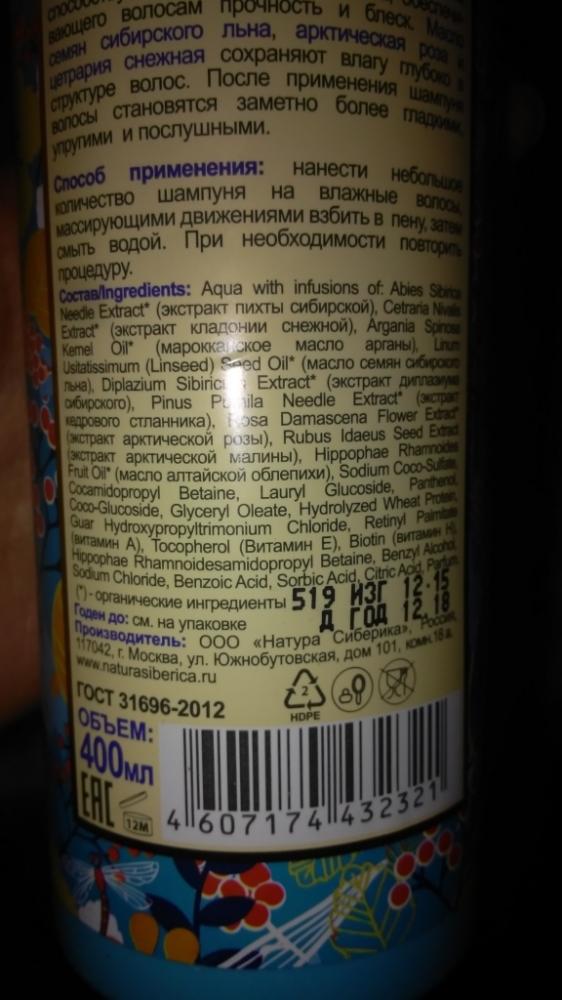 вающего волосам прочность и блеск. Масло
семян сибирского льна, арктическая роза и
цетрария снежная сохраняют влагу глубоко в
структуре волос. После применения шампуня
волосы становятся заметно более гладкими,
упругими и послушными.
Способ применения: нанести небольшое
количество шампуня на влажные волосы,
массирующими движениями взбить в пену, затем
смыть водой. При необходимости повторить
процедуру.
Состав/Ingredients: Aqua with infusions of: Abies Sibirica
Needle Extract* (экстракт пихты сибирской), Cetraria Nivalis
Extract* (экстракт кладонии снежной), Argania Spinosa
Kernel Oil* (марокканское масло арганы), Linum
Usitatissimum (Linseed) Seed Oil* (масло семян сибирского
льна), Diplazium Sibiricum Extract* (экстракт диплазиума
сибирского), Pinus Pumila Needle Extract* (экстракт
кедрового стланника), Rosa Damascena Flower Extract*
(экстракт арктической розы), Rubus Idaeus Seed Extract
(экстракт арктической малины), Hippophae Rhamnoides
Fruit Oil* (масло алтайской облепихи), Sodium Coco-Sulfate,
Cocamidopropyl Betaine, Lauryl Glucoside, Panthenol,
Coco-Glucoside, Glyceryl Oleate, Hydrolyzed Wheat Protein,
Guar Hydroxypropyltrimonium Chloride, Retinyl Palmitate
(витамин А), Tocopherol (Витамин Е), Biotin (витамин Н),
Hippophae Rhamnoidesamidopropyl Betaine, Benzyl Alcohol,
Sodium Chloride, Benzoic Acid, Sorbic Acid, Citric Acid, Parfum.
(*) - органические ингредиенты 519 ИЗГ 12.15
Годен до: см. на упаковке Д ГОД 12.18
Производитель: ООО «Натура Сиберика», Россия,
117042, г. Москва, ул. Южнобутовская, дом 101, комн.18 а.
www.naturasiberica.ru
ГОСТ 31696-2012
2
HDPE
ОБЪЕМ:
400мл
EAC
12M
4 607174 432321